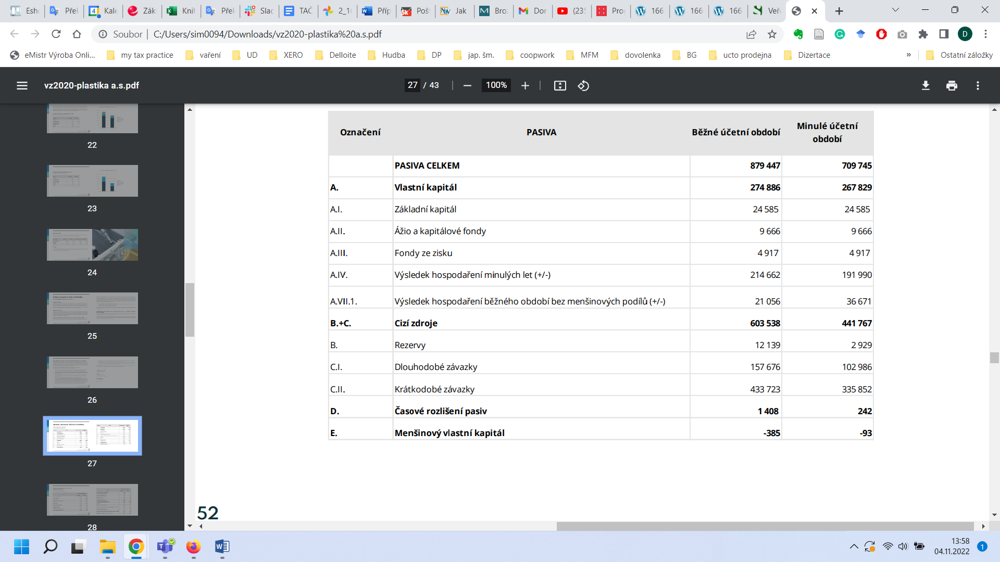 Esh Přel 4 Kale Zák Knih Přel Slac TAČ 2_1 Příp Poš Jak Bro Dor (235 Pro 166 166 166 Veř
Soubor C:/Users/sim0094/Downloads/vz2020-plastika%20a.s.pdf D
eMistr Výroba Onli... my tax practice vaření UD XERO Delloite Hudba DP jap. šm. coopwork MFM dovolenka BG ucto prodejna Dizertace » Ostatní záložky
vz2020-plastika a.s.pdf 27 / 43 100%
22
23
24
25
26
27
28
Označení PASIVA Běžné účetní období Minulé účetní
období
PASIVA CELKEM 879 447 709 745
A. Vlastní kapitál 274 886 267 829
A.I. Základní kapitál 24 585 24 585
A.II. Ážio a kapitálové fondy 9 666 9 666
A.III. Fondy ze zisku 4 917 4 917
A.IV. Výsledek hospodaření minulých let (+/-) 214 662 191 990
A.VII.1. Výsledek hospodaření běžného období bez menšinových podílů (+/-) 21 056 36 671
B.+C. Cizí zdroje 603 538 441 767
B. Rezervy 12 139 2 929
C.I. Dlouhodobé závazky 157 676 102 986
C.II. Krátkodobé závazky 433 723 335 852
D. Časové rozlišení pasiv 1 408 242
E. Menšinový vlastní kapitál -385 -93
52
13:58
04.11.2022 1